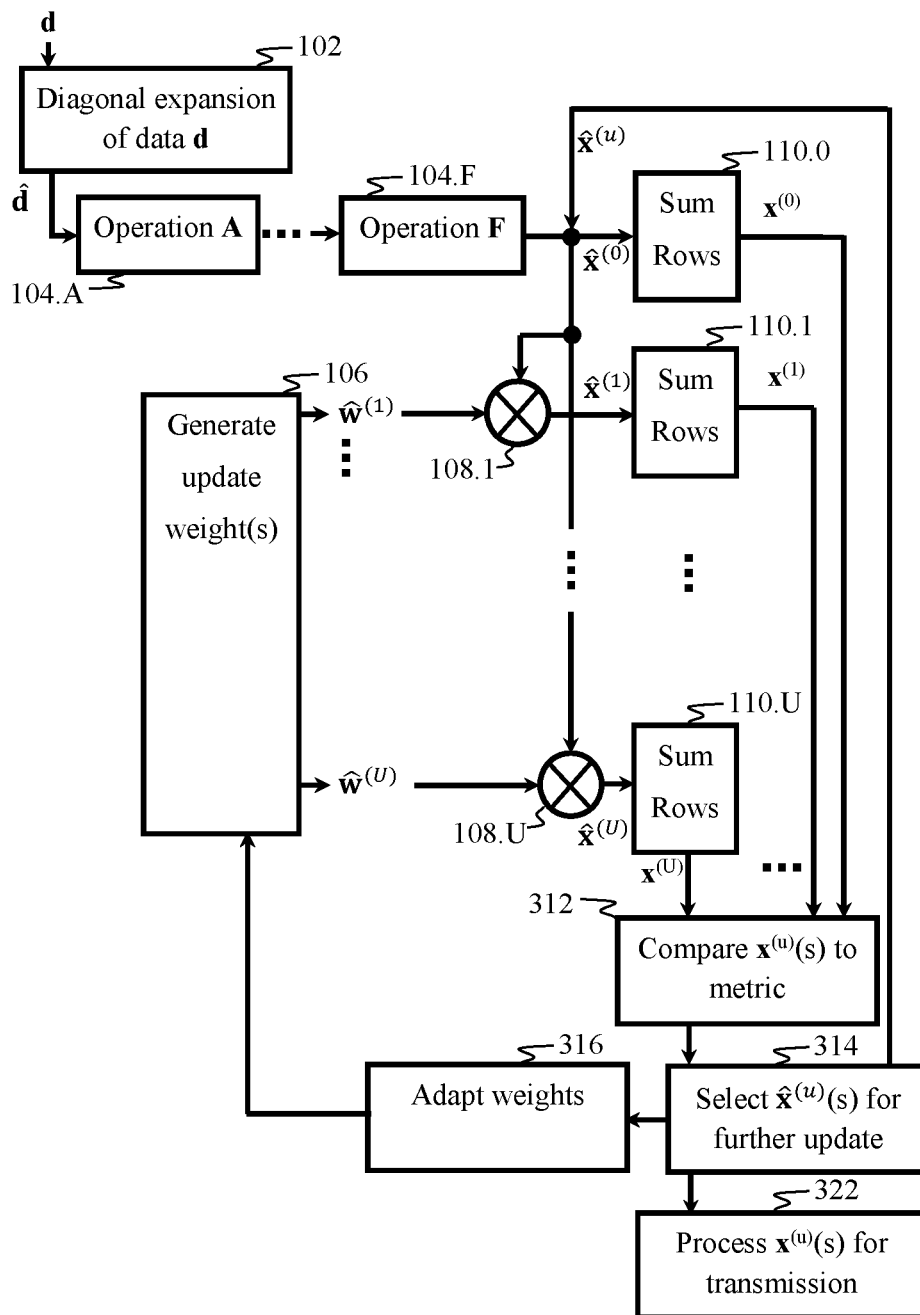 d
102
Diagonal expansion
of data d
d̂
Operation A
104.A
104.F
Operation F
x̂⁽ᵘ⁾
x̂⁽⁰⁾
110.0
Sum
Rows
x⁽⁰⁾
110.1
Sum
Rows
x̂⁽¹⁾
x⁽¹⁾
106
Generate
update
weight(s)
ŵ⁽¹⁾
108.1
110.U
Sum
Rows
ŵ⁽ᵁ⁾
108.U
x̂⁽ᵁ⁾
x⁽ᵁ⁾
312
Compare x⁽ᵘ⁾(s) to
metric
316
Adapt weights
314
Select x̂⁽ᵘ⁾(s) for
further update
322
Process x⁽ᵘ⁾(s) for
transmission